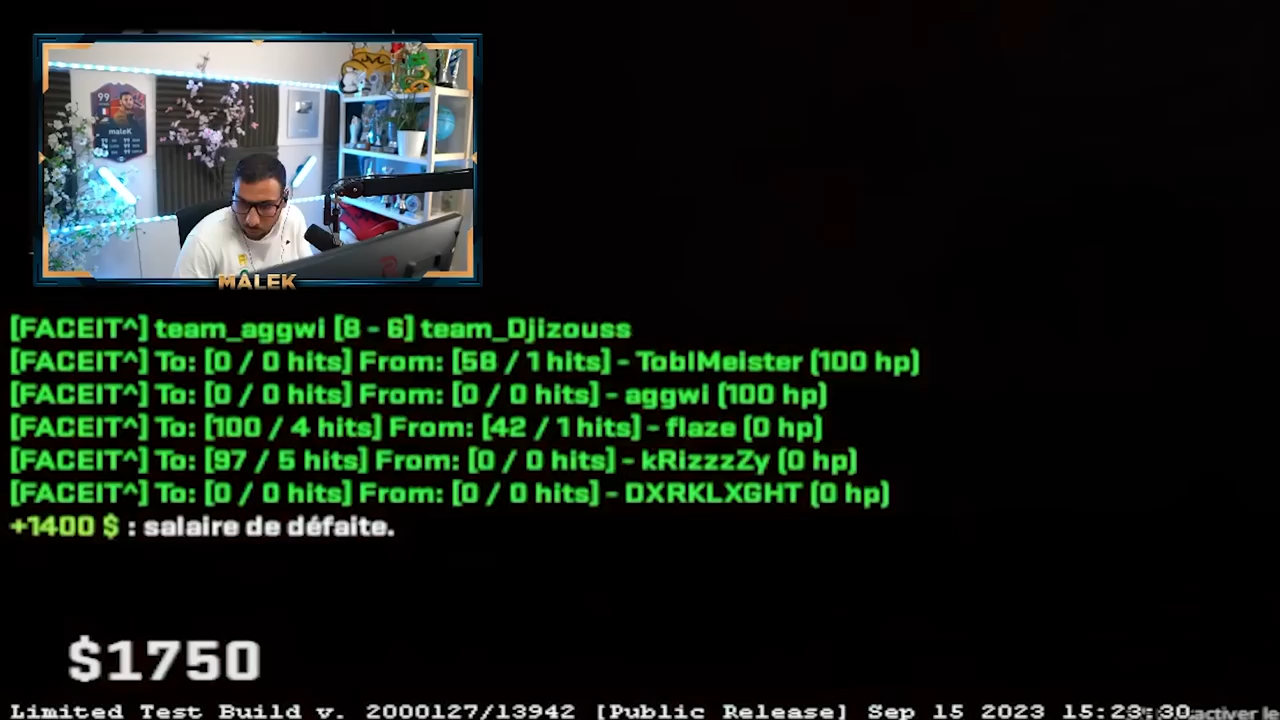 99
maleK
MALEK
[FACEIT^] team_aggwi [8 - 6] team_Djizouss
[FACEIT^] To: [0 / 0 hits] From: [58 / 1 hits] - ToblMeister (100 hp)
[FACEIT^] To: [0 / 0 hits] From: [0 / 0 hits] - aggwi (100 hp)
[FACEIT^] To: [100 / 4 hits] From: [42 / 1 hits] - flaze (0 hp)
[FACEIT^] To: [97 / 5 hits] From: [0 / 0 hits] - kRizzzZy (0 hp)
[FACEIT^] To: [0 / 0 hits] From: [0 / 0 hits] - DXRKLXGHT (0 hp)
+1400 $ : salaire de défaite.
$1750
Limited Test Build v. 2000127/13942 [Public Release] Sep 15 2023 15:23:30